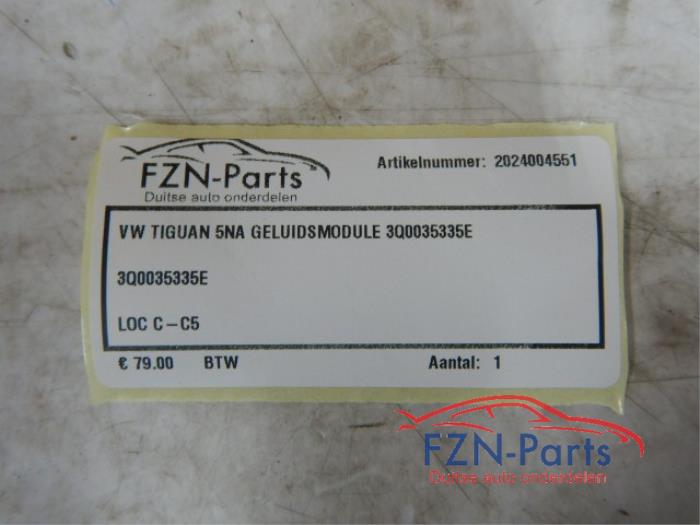 FZN-Parts
Duitse auto onderdelen
Artikelnummer: 2024004551
VW TIGUAN 5NA GELUIDSMODULE 3Q0035335E
3Q0035335E
LOC C-C5
€ 79.00 BTW Aantal: 1
FZN-Parts
Duitse auto onderdelen